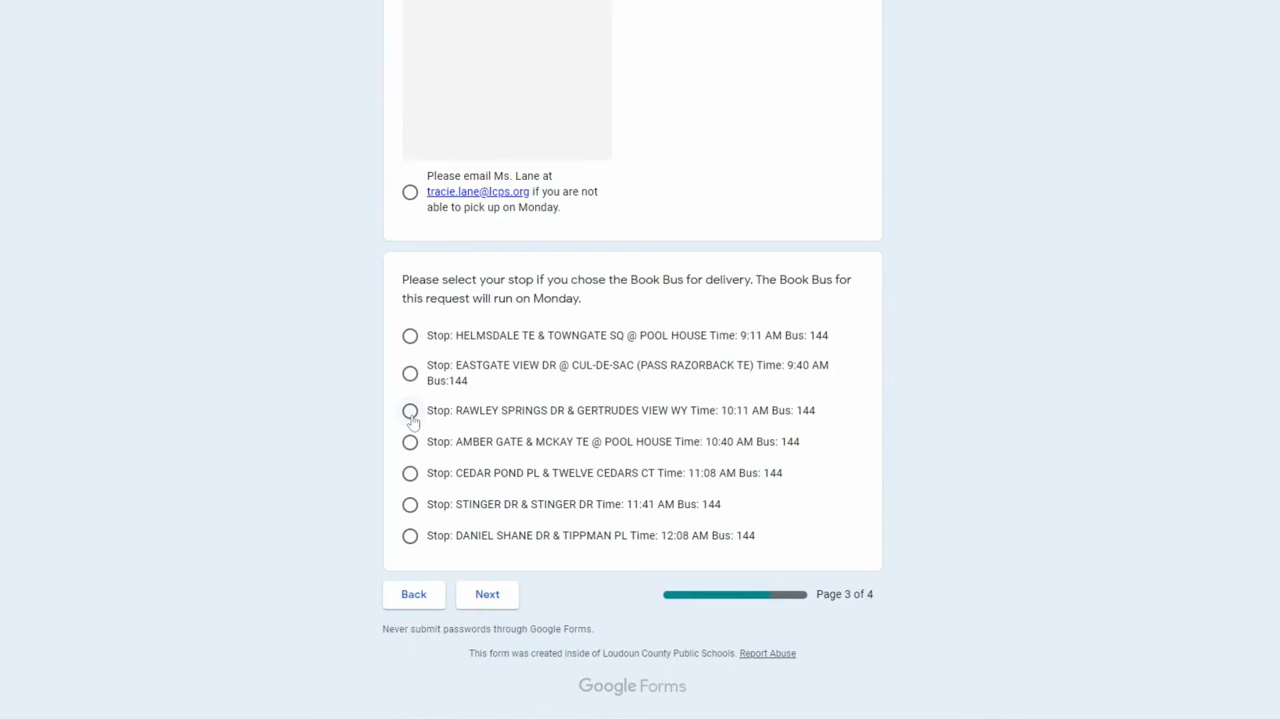 Please email Ms. Lane at
tracie.lane@lcps.org if you are not
able to pick up on Monday.
Please select your stop if you chose the Book Bus for delivery. The Book Bus for
this request will run on Monday.
Stop: HELMSDALE TE & TOWNGATE SQ @ POOL HOUSE Time: 9:11 AM Bus: 144
Stop: EASTGATE VIEW DR @ CUL-DE-SAC (PASS RAZORBACK TE) Time: 9:40 AM
Bus:144
Stop: RAWLEY SPRINGS DR & GERTRUDES VIEW WY Time: 10:11 AM Bus: 144
Stop: AMBER GATE & MCKAY TE @ POOL HOUSE Time: 10:40 AM Bus: 144
Stop: CEDAR POND PL & TWELVE CEDARS CT Time: 11:08 AM Bus: 144
Stop: STINGER DR & STINGER DR Time: 11:41 AM Bus: 144
Stop: DANIEL SHANE DR & TIPPMAN PL Time: 12:08 AM Bus: 144
Back Next Page 3 of 4
Never submit passwords through Google Forms.
This form was created inside of Loudoun County Public Schools. Report Abuse
Google Forms